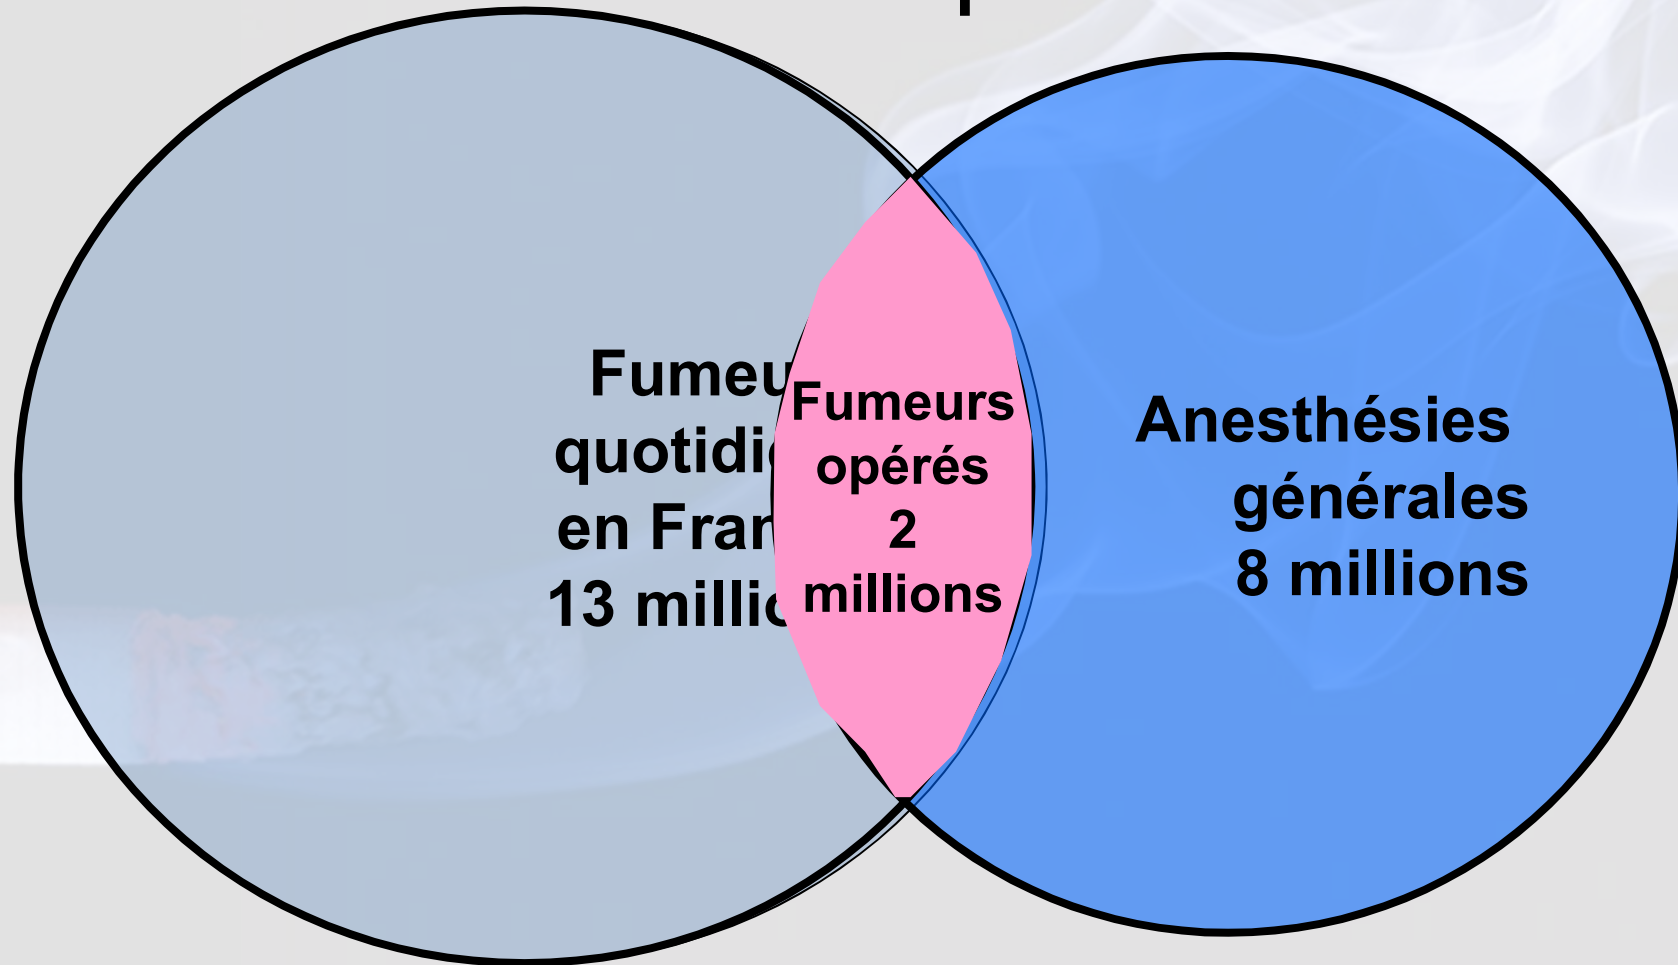 Fumeu
quotidi
en Fran
13 millio
Fumeurs
opérés
2
millions
Anesthésies
générales
8 millions